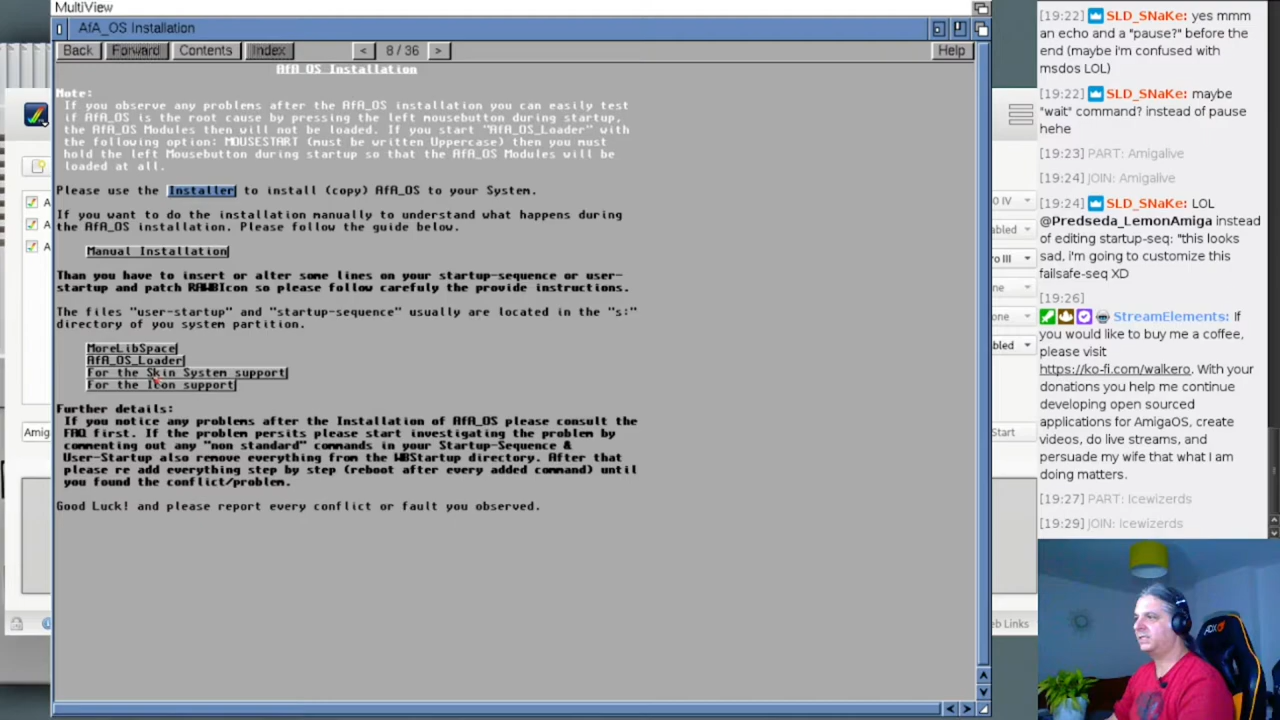 MultiView
AfA_OS Installation
Back Forward Contents Index < 8 / 36 > Help
AfA_OS Installation
Note:
If you observe any problems after the AfA_OS installation you can easily test
if AfA_OS is the root cause by pressing the left mousebutton during startup,
the AfA_OS Modules then will not be loaded. If you start "AfA_OS_Loader" with
the following option: MOUSESTART (must be written Uppercase) then you must
hold the left Mousebutton during startup so that the AfA_OS Modules will be
loaded at all.
Please use the Installer to install (copy) AfA_OS to your System.
If you want to do the installation manually to understand what happens during
the AfA_OS installation. Please follow the guide below.
Manual Installation
Than you have to insert or alter some lines on your startup-sequence or user-
startup and patch RAWBIcon so please follow carefuly the provide instructions.
The files "user-startup" and "startup-sequence" usually are located in the "s:"
directory of you system partition.
MoreLibSpace
AfA_OS_Loader
For the Skin System support
For the Icon support
Further details:
If you notice any problems after the Installation of AfA_OS please consult the
FAQ first. If the problem persits please start investigating the problem by
commenting out any "non standard" commands in your Startup-Sequence &
User-Startup also remove everything from the WBStartup directory. After that
please re add everything step by step (reboot after every added command) until
you found the conflict/problem.
Good Luck! and please report every conflict or fault you observed.
[19:22] SLD_SNaKe: yes mmm
an echo and a "pause?" before the
end (maybe i'm confused with
msdos LOL)
[19:22] SLD_SNaKe: maybe
"wait" command? instead of pause
hehe
[19:23] PART: Amigalive
[19:24] JOIN: Amigalive
[19:24] SLD_SNaKe: LOL
@Predseda_LemonAmiga instead
of editing startup-seq: "this looks
sad, i'm going to customize this
failsafe-seq XD
[19:26]
StreamElements: If
you would like to buy me a coffee,
please visit
https://ko-fi.com/walkero. With your
donations you help me continue
developing open sourced
applications for AmigaOS, create
videos, do live streams, and
persuade my wife that what I am
doing matters.
[19:27] PART: Icewizerds
[19:29] JOIN: Icewizerds
A
A
A
Amig
0 IV
abled
ro III
ne
one
abled
Start
eb Links